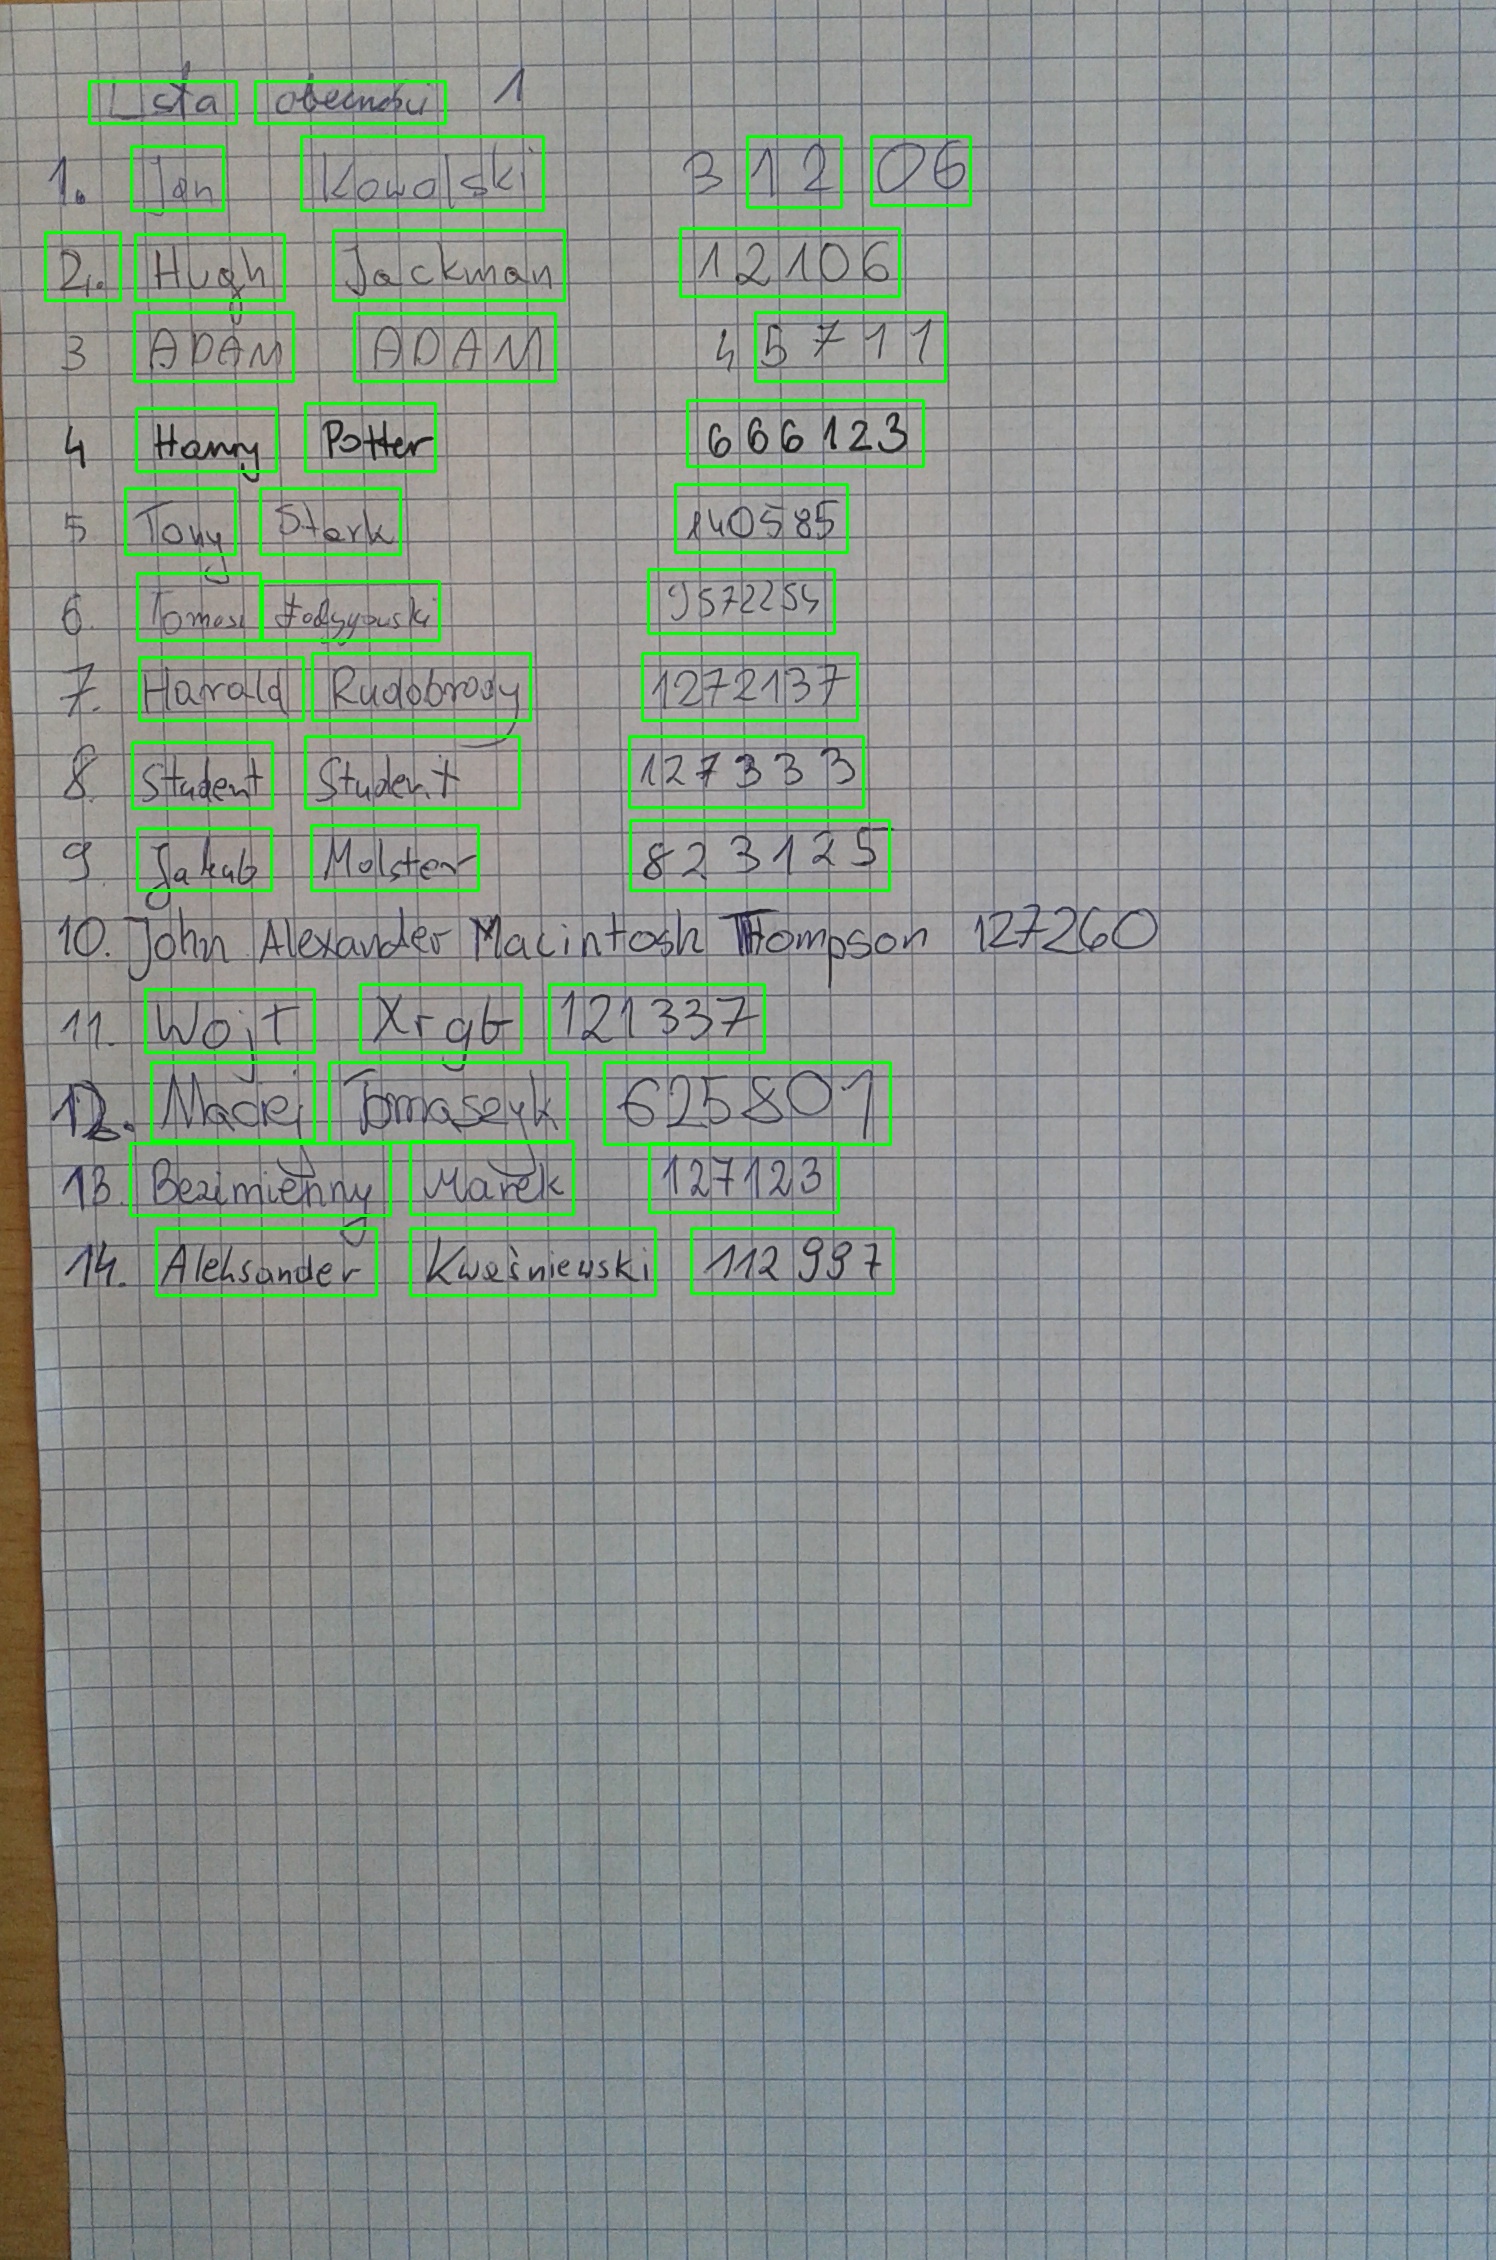 Lista obecności 1
1. Jan Kowalski 3 12 06
2. Hugh Jackman 12106
3 ADAM ADAM 45711
4 Harry Potter 666123
5 Tony Stark 140585
6. Tomasz 9572254
7. Harald Rudobrody 1272137
8. Student Student 127333
9. Jakub Molster 823125
10. John Alexander Macintosh Thompson 127260
11. Wojt Xrgb 121337
12. Maciej Tomaszyk 625801
13. Bezimienny Marek 127123
14. Aleksander Kwaśniewski 112997